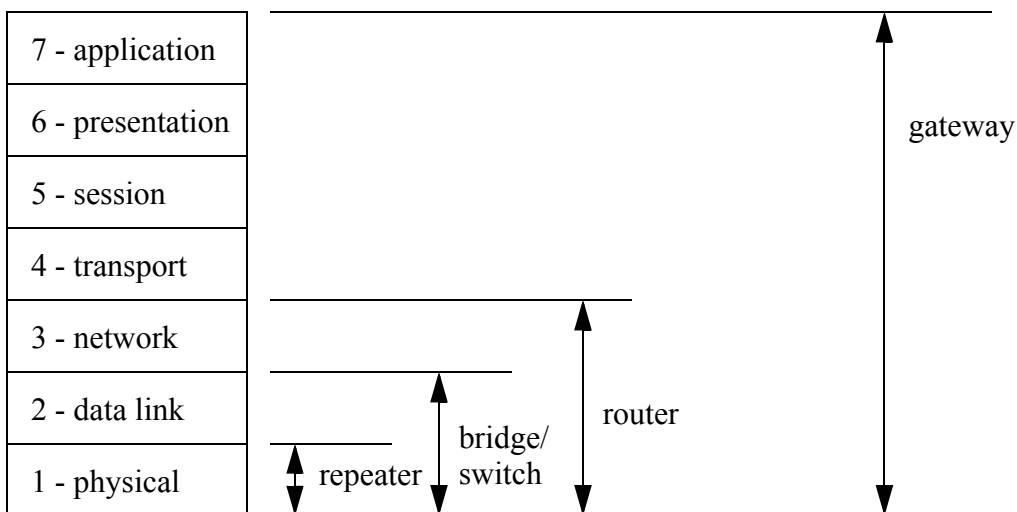 7 - application
6 - presentation
5 - session
4 - transport
3 - network
2 - data link
1 - physical
repeater
bridge/
switch
router
gateway